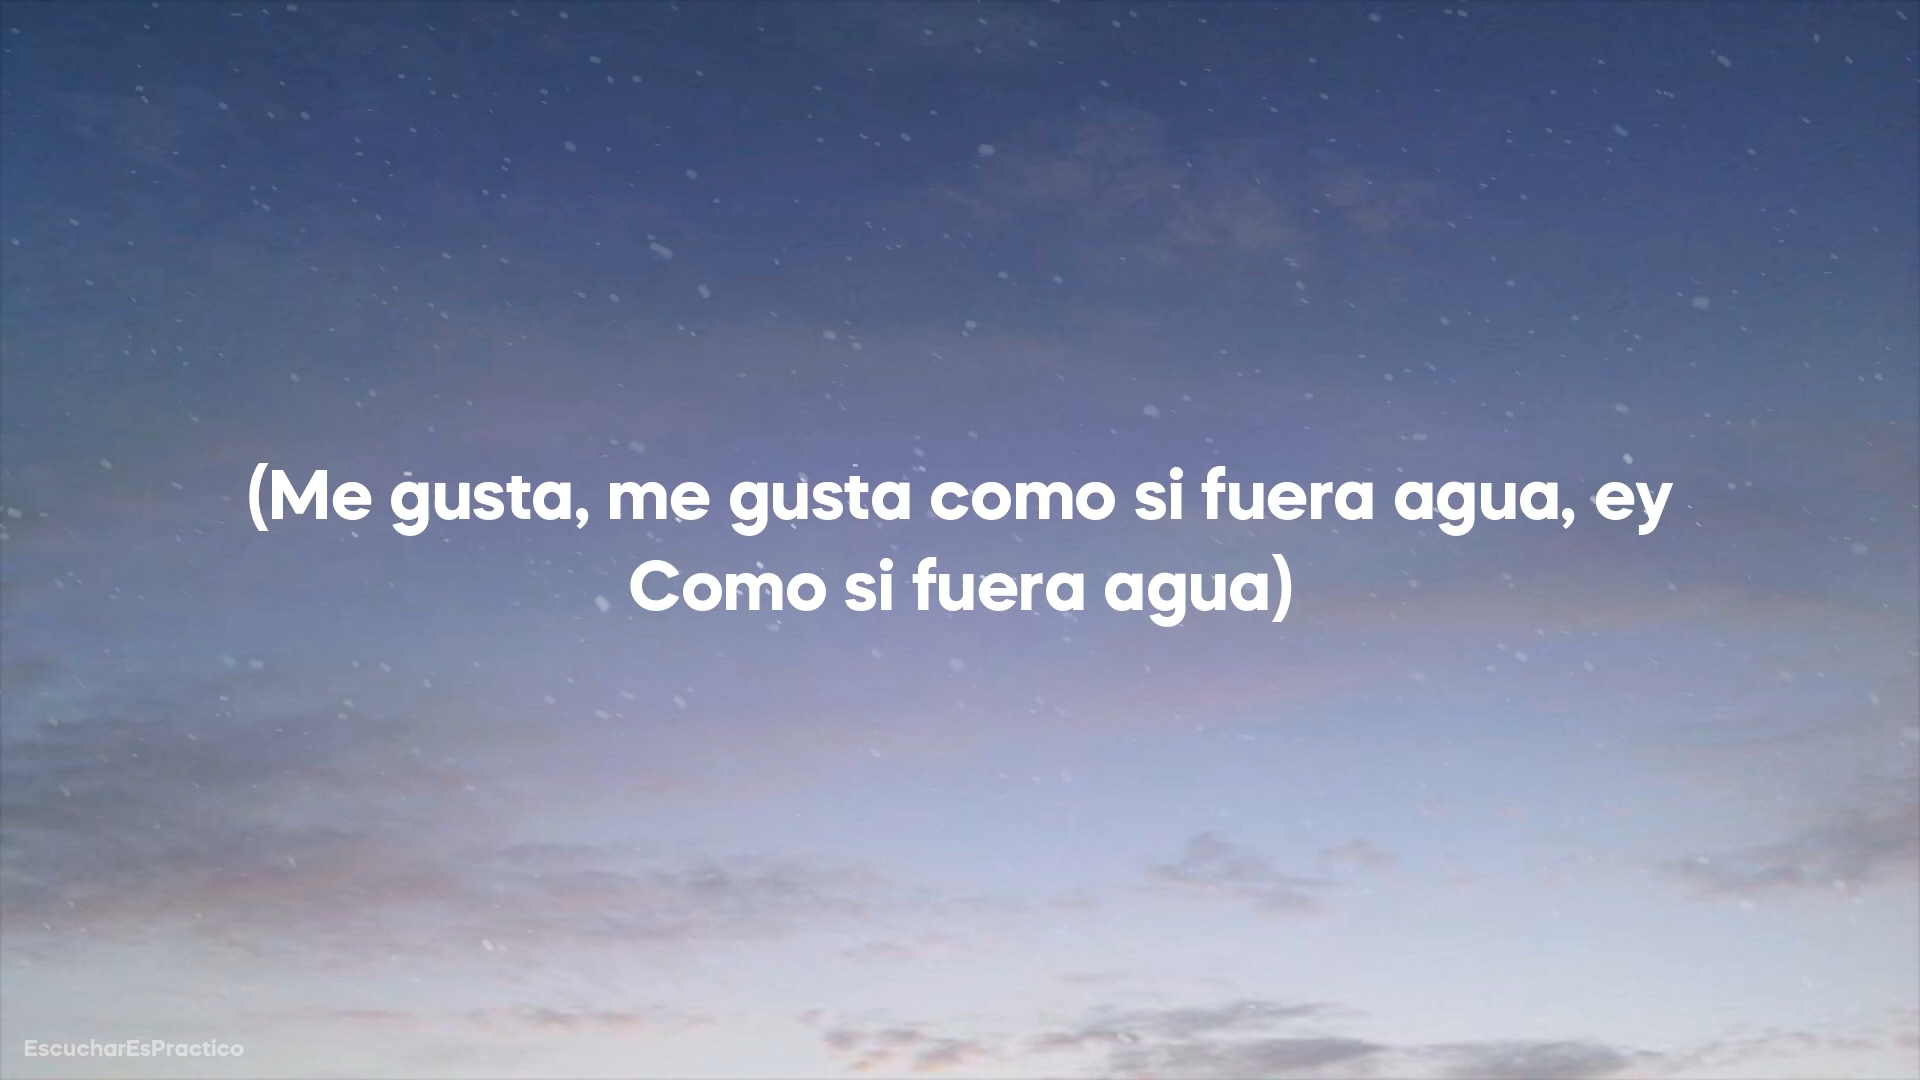 (Me gusta, me gusta como si fuera agua, ey
Como si fuera agua)
EscucharEsPractico